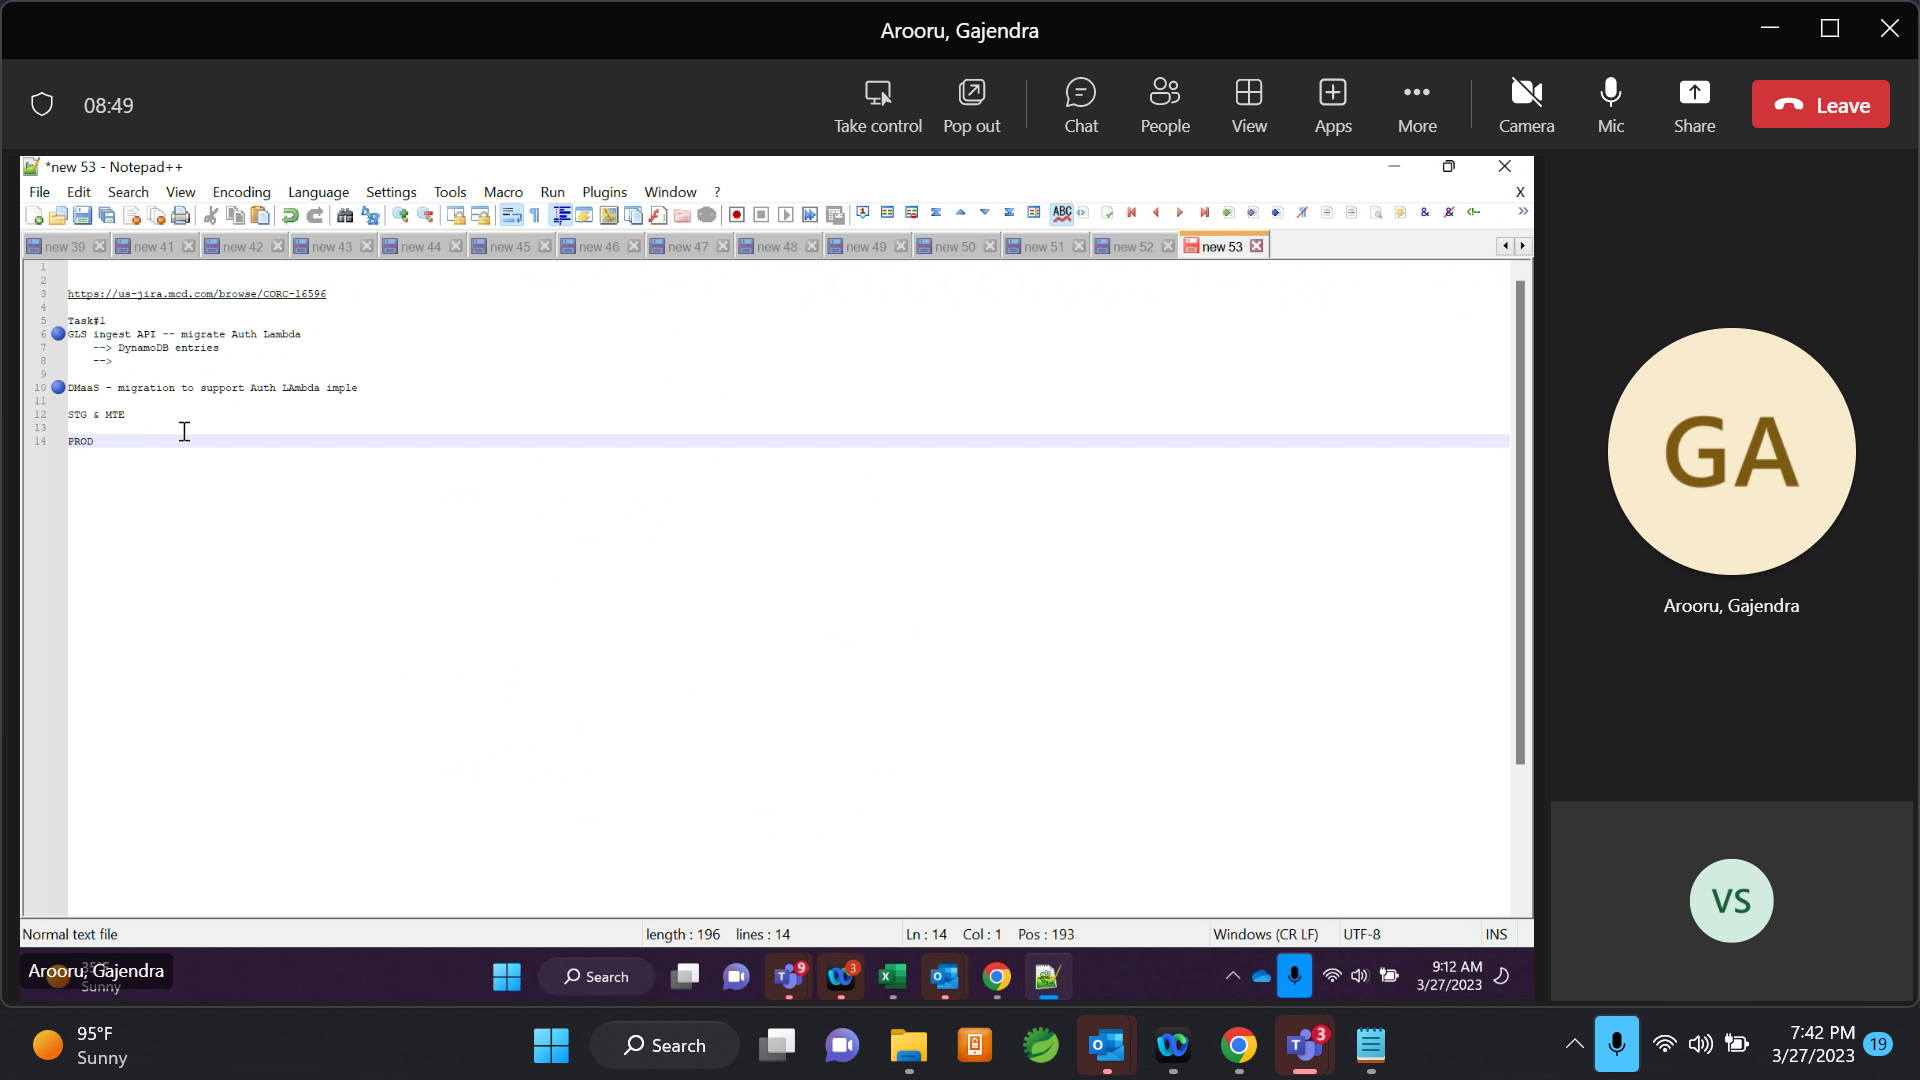 Arooru, Gajendra
08:49
Take control
Pop out
Chat
People
View
Apps
More
Camera
Mic
Share
Leave
*new 53 - Notepad++
File Edit Search View Encoding Language Settings Tools Macro Run Plugins Window ? X
new 39 new 41 new 42 new 43 new 44 new 45 new 46 new 47 new 48 new 49 new 50 new 51 new 52 new 53
1
2
3 https://us-jira.mcd.com/browse/CORC-16596
4
5 Task#1
6 GLS ingest API -- migrate Auth Lambda
7 --> DynamoDB entries
8 -->
9
10 DMaaS - migration to support Auth LAmbda imple
11
12 STG & MTE
13
14 PROD
GA
Arooru, Gajendra
VS
Normal text file length : 196 lines : 14 Ln : 14 Col : 1 Pos : 193 Windows (CR LF) UTF-8 INS
Arooru, Gajendra
35°F
Sunny
Search
9
3
9:12 AM
3/27/2023
95°F
Sunny
Search
3
7:42 PM
3/27/2023
19